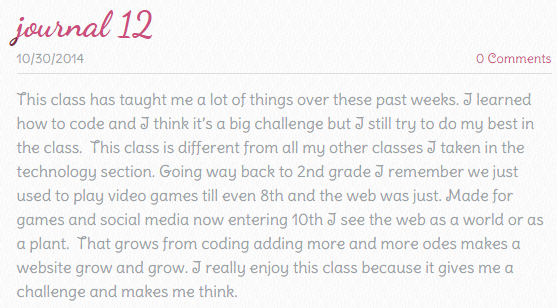 journal 12
10/30/2014 0 Comments
This class has taught me a lot of things over these past weeks. I learned
how to code and I think it's a big challenge but I still try to do my best in
the class.  This class is different from all my other classes I taken in the
technology section. Going way back to 2nd grade I remember we just
used to play video games till even 8th and the web was just. Made for
games and social media now entering 10th I see the web as a world or as
a plant.  That grows from coding adding more and more odes makes a
website grow and grow. I really enjoy this class because it gives me a
challenge and makes me think.